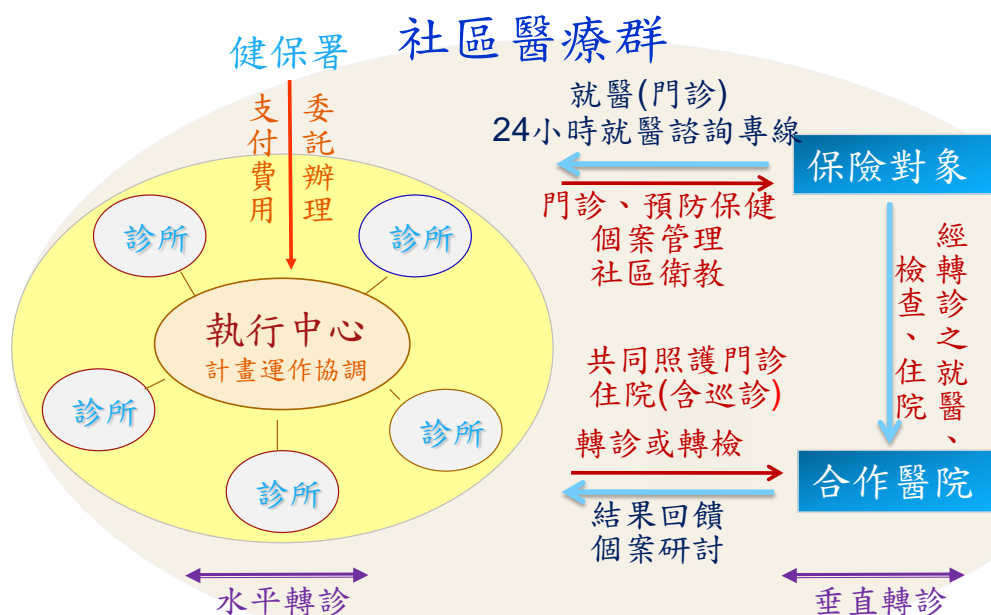 社區醫療群
健保署
支付費用
委託辦理
就醫(門診)
24小時就醫諮詢專線
保險對象
門診、預防保健
個案管理
社區衛教
診所
診所
執行中心
計畫運作協調
診所
診所
診所
經轉診之就醫、
檢查、住院
共同照護門診
住院(含巡診)
轉診或轉檢
合作醫院
結果回饋
個案研討
水平轉診
垂直轉診